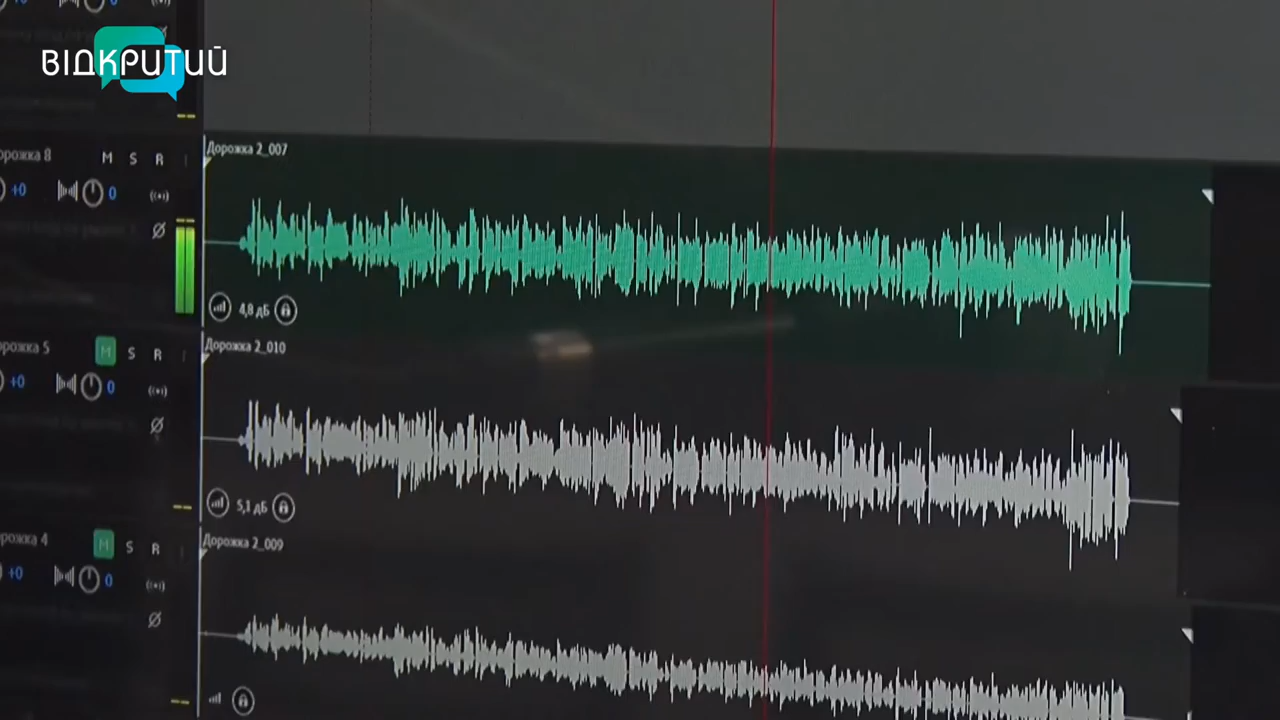 ВІДКРИТИЙ
орожка 8 M S R I
Дорожка 2_007
+0 0
4,8 дБ
орожка 5 M S R I
Дорожка 2_010
+0 0
5,1 дБ
орожка 4 M S R I
Дорожка 2_009
+0 0